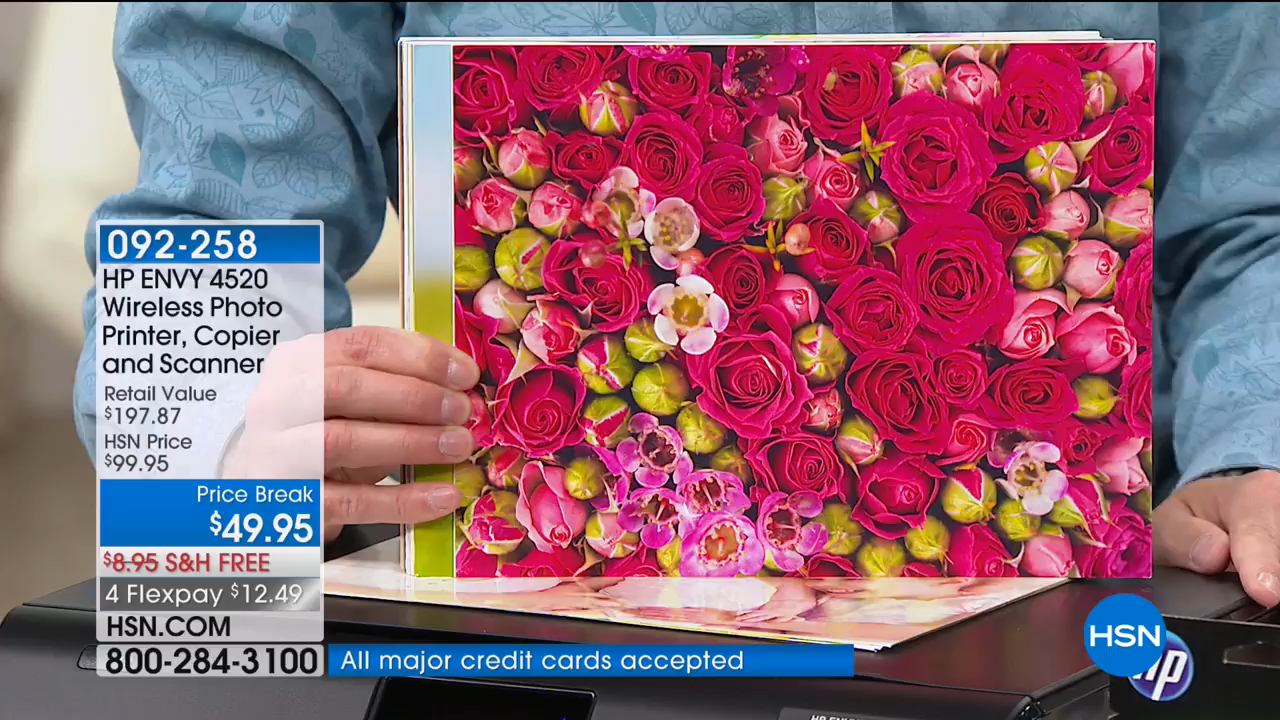 092-258
HP ENVY 4520
Wireless Photo
Printer, Copier
and Scanner
Retail Value
$197.87
HSN Price
$99.95
Price Break
$49.95
$8.95 S&H FREE
4 Flexpay $12.49
HSN.COM
800-284-3100
All major credit cards accepted
HSN
hp